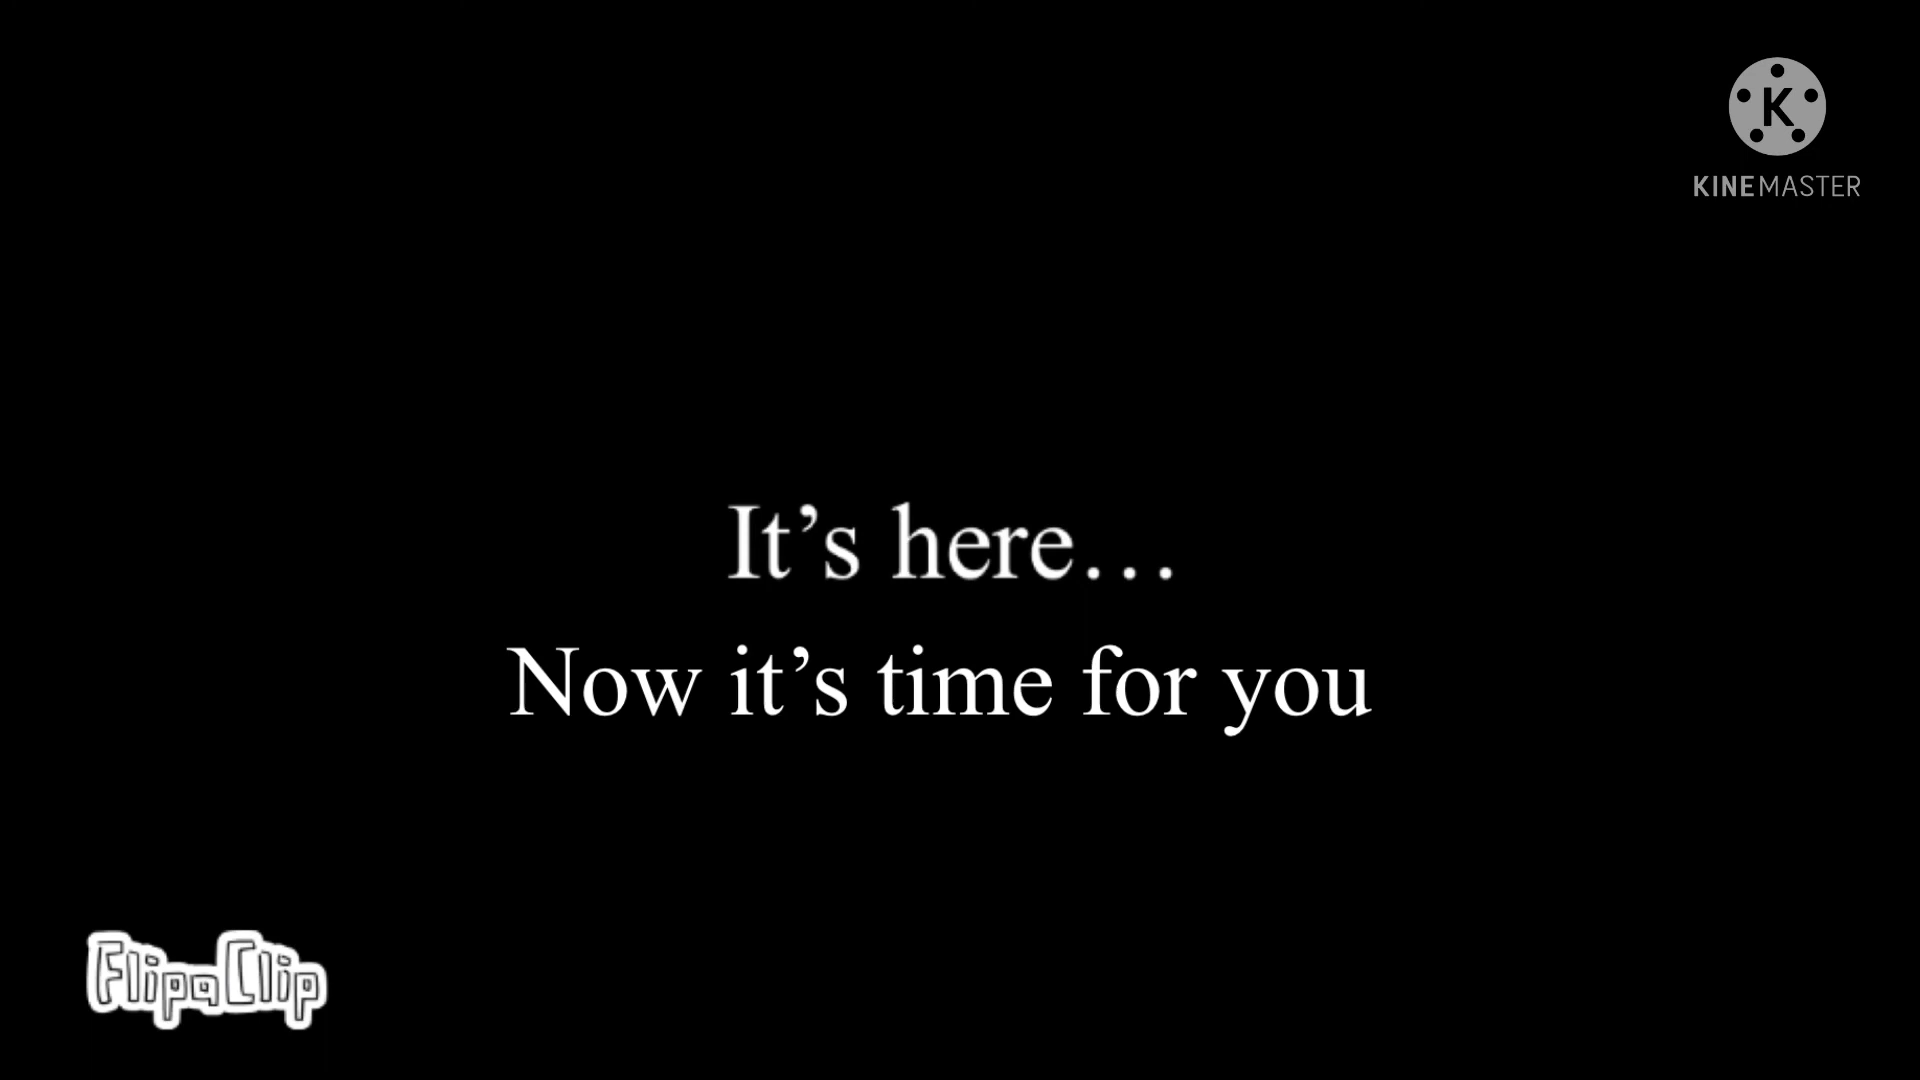 K
KINEMASTER
It’s here…
Now it’s time for you
FlipaClip